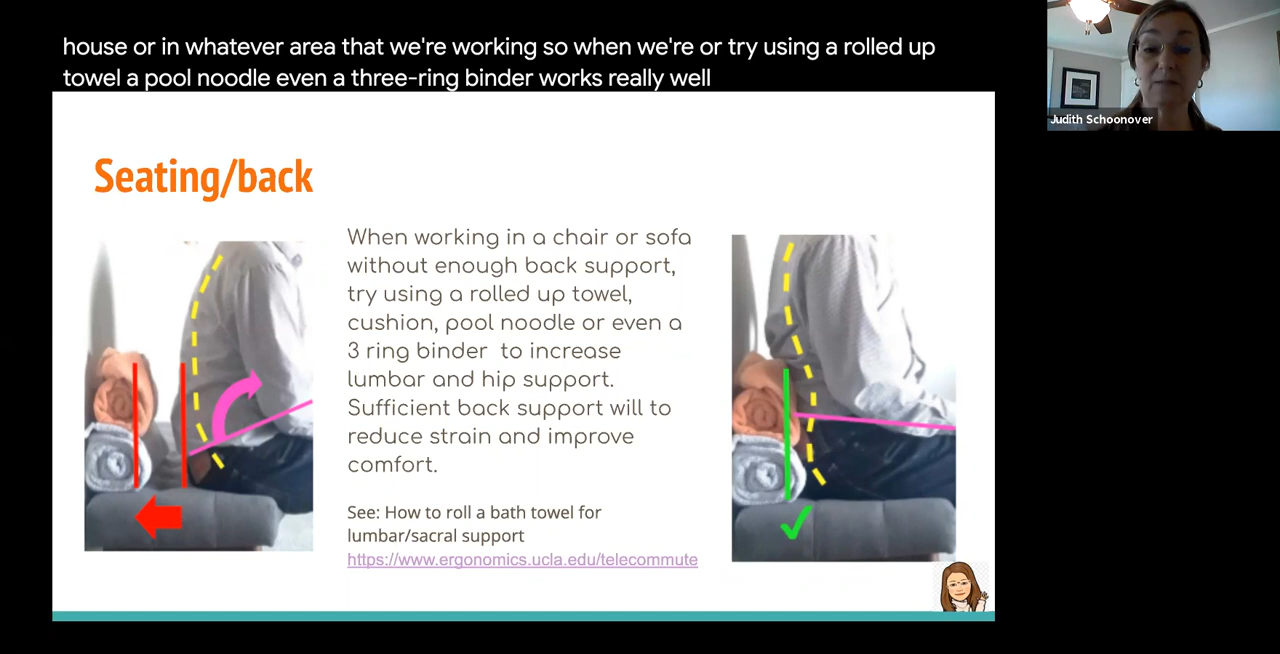 house or in whatever area that we're working so when we're or try using a rolled up
towel a pool noodle even a three-ring binder works really well
Judith Schoonover
Seating/back
When working in a chair or sofa
without enough back support,
try using a rolled up towel,
cushion, pool noodle or even a
3 ring binder to increase
lumbar and hip support.
Sufficient back support will to
reduce strain and improve
comfort.
See: How to roll a bath towel for
lumbar/sacral support
https://www.ergonomics.ucla.edu/telecommute